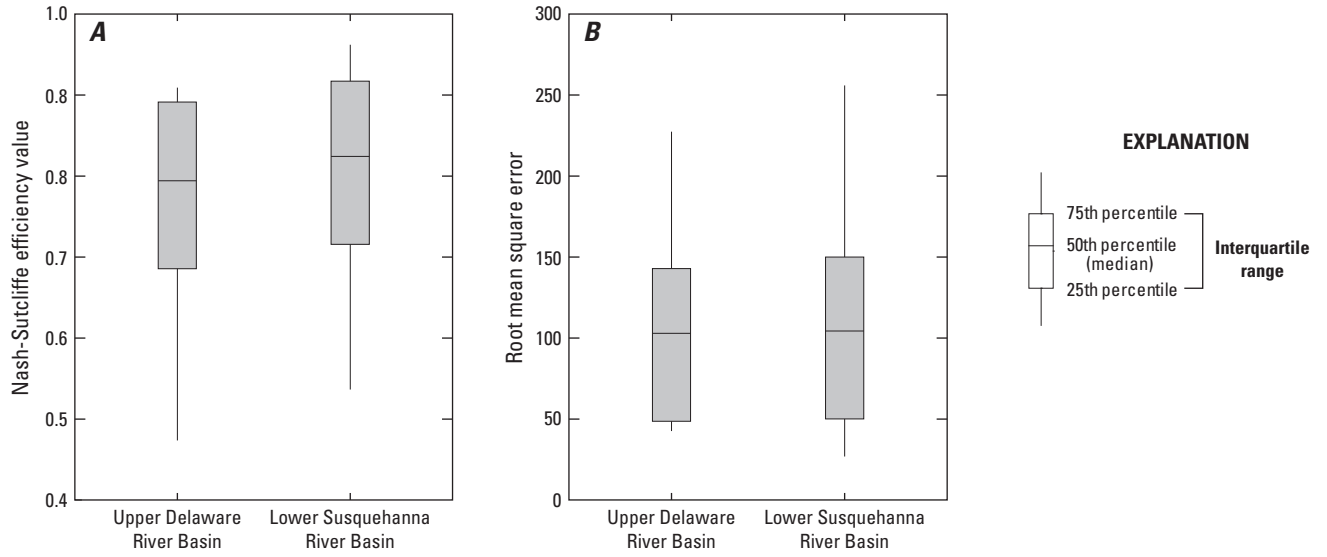 A
1.0
0.8
0.8
0.7
0.6
0.5
0.4
Nash-Sutcliffe efficiency value
Upper Delaware
River Basin
Lower Susquehanna
River Basin
B
300
250
200
150
100
50
0
Root mean square error
Upper Delaware
River Basin
Lower Susquehanna
River Basin
EXPLANATION
75th percentile
50th percentile
(median)
25th percentile
Interquartile
range